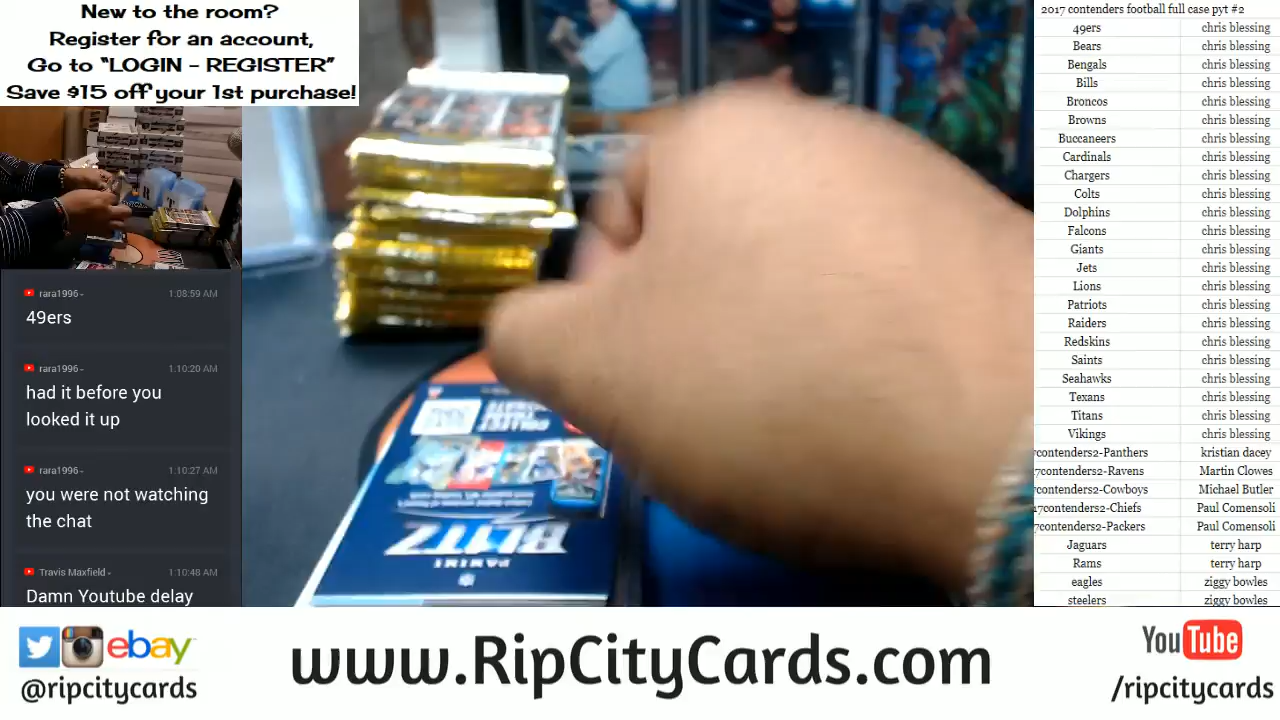 New to the room?
Register for an account,
Go to "LOGIN - REGISTER"
Save $15 off your 1st purchase!
rara1996- 1:08:59 AM
49ers
rara1996- 1:10:20 AM
had it before you
looked it up
rara1996- 1:10:27 AM
you were not watching
the chat
Travis Maxfield- 1:10:48 AM
Damn Youtube delay
PANINI
BLITZ
2017 contenders football full case pyt #2
49ers chris blessing
Bears chris blessing
Bengals chris blessing
Bills chris blessing
Broncos chris blessing
Browns chris blessing
Buccaneers chris blessing
Cardinals chris blessing
Chargers chris blessing
Colts chris blessing
Dolphins chris blessing
Falcons chris blessing
Giants chris blessing
Jets chris blessing
Lions chris blessing
Patriots chris blessing
Raiders chris blessing
Redskins chris blessing
Saints chris blessing
Seahawks chris blessing
Texans chris blessing
Titans chris blessing
Vikings chris blessing
7contenders2-Panthers kristian dacey
7contenders2-Ravens Martin Clowes
7contenders2-Cowboys Michael Butler
7contenders2-Chiefs Paul Comensoli
7contenders2-Packers Paul Comensoli
Jaguars terry harp
Rams terry harp
eagles ziggy bowles
steelers ziggy bowles
ebay
@ripcitycards
www.RipCityCards.com
YouTube
/ripcitycards